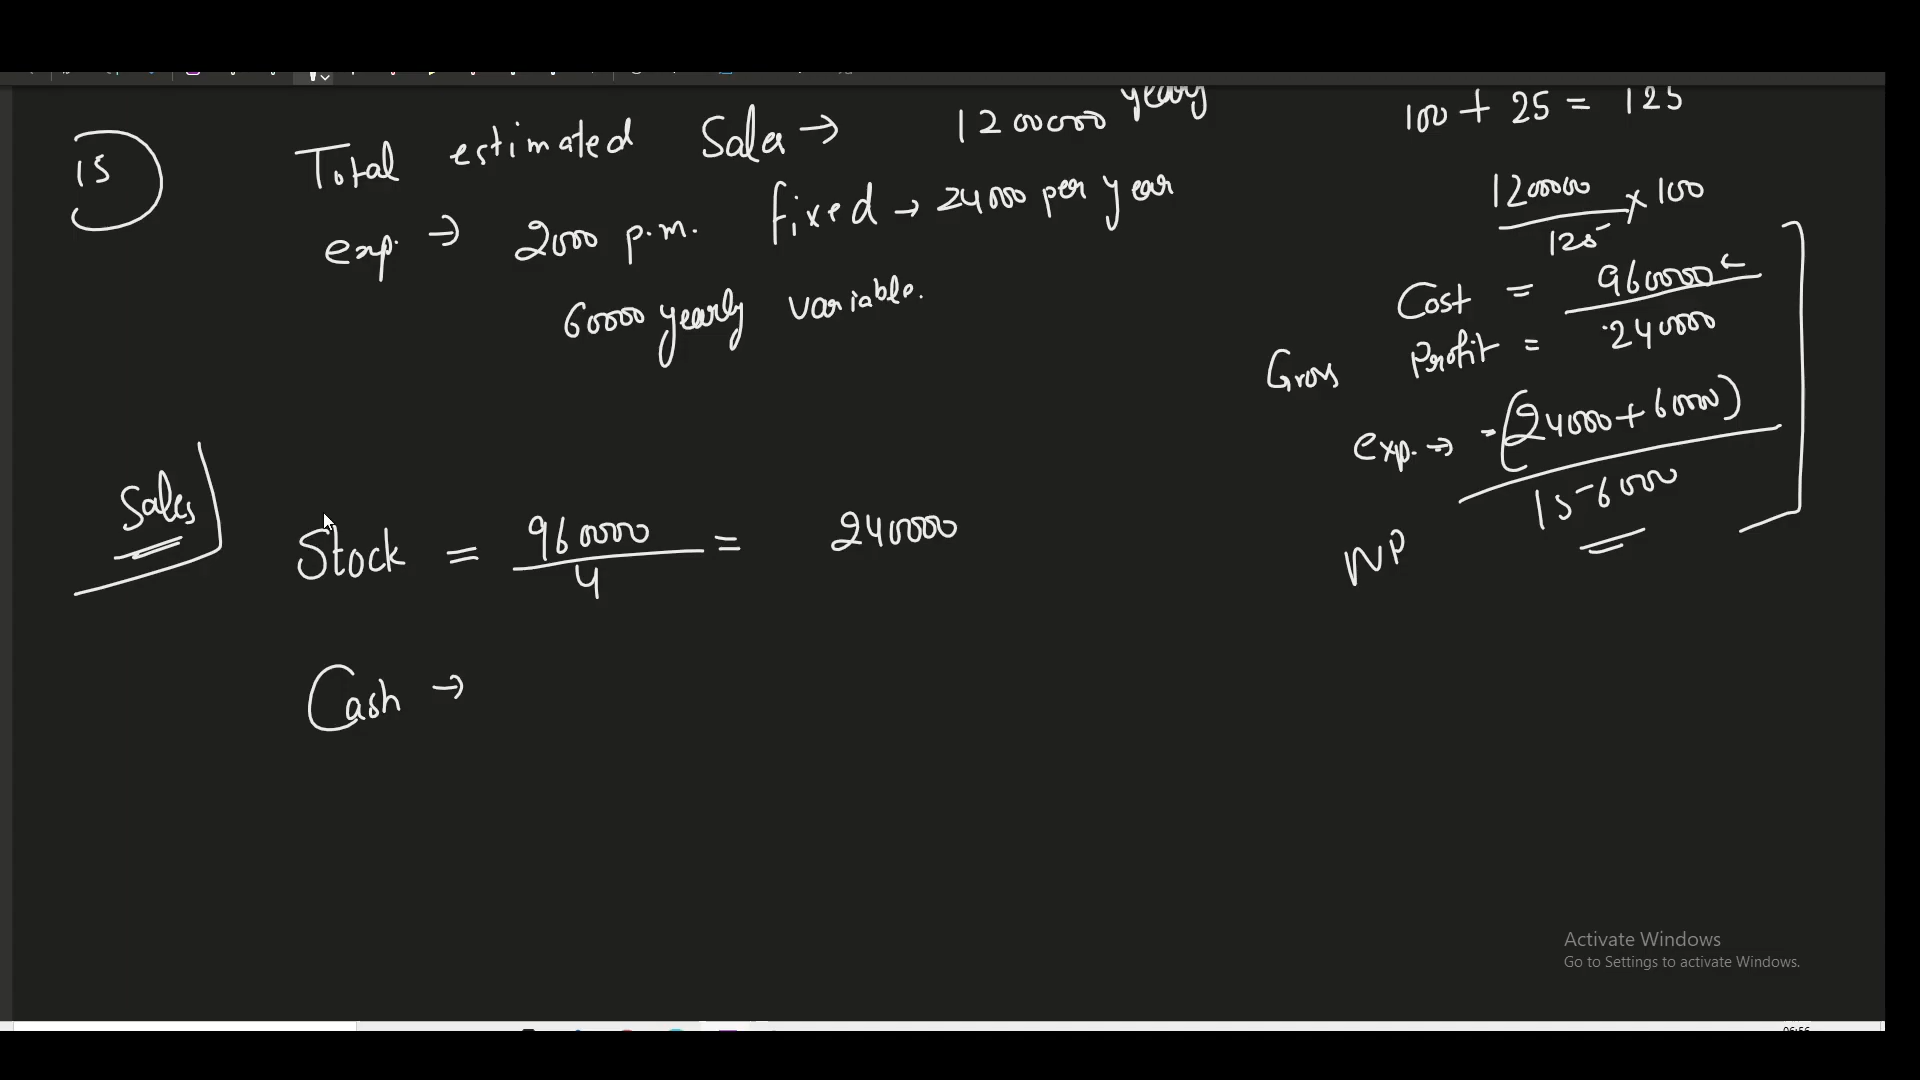 15
Total estimated Sales → 1200000 yearly
exp. → 2000 p.m. fixed → 24000 per year
60000 yearly variable.
100 + 25 = 125
1200000 / 125 × 100
Cost = 960000 ←
Gross Profit = 240000
exp. → - (24000 + 60000)
NP 156000
Sales
Stock = 960000 / 4 = 240000
Cash →
Activate Windows
Go to Settings to activate Windows.
06:56